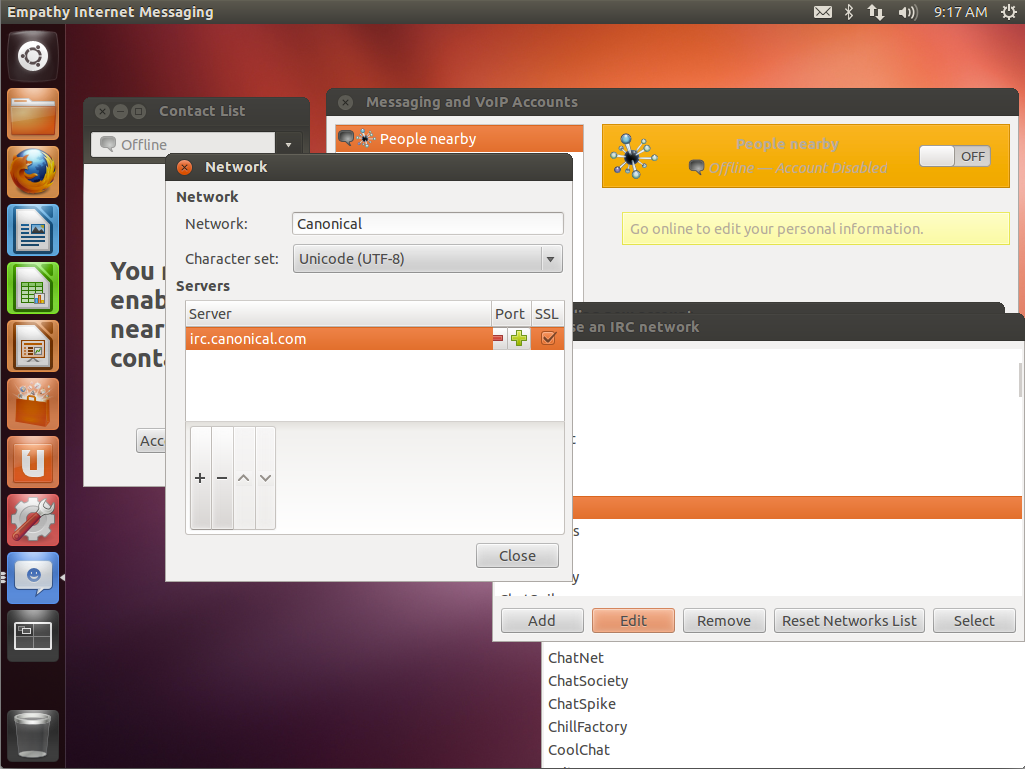 Empathy Internet Messaging
9:17 AM
Contact List
Messaging and VoIP Accounts
Offline
People nearby
People nearby
Offline — Account Disabled
OFF
Go online to edit your personal information.
Network
Network
Network:
Canonical
Character set:
Unicode (UTF-8)
Servers
Server
Port
SSL
irc.canonical.com
Close
You
enab
near
conta
Acc
an IRC network
Add
Edit
Remove
Reset Networks List
Select
ChatNet
ChatSociety
ChatSpike
ChillFactory
CoolChat